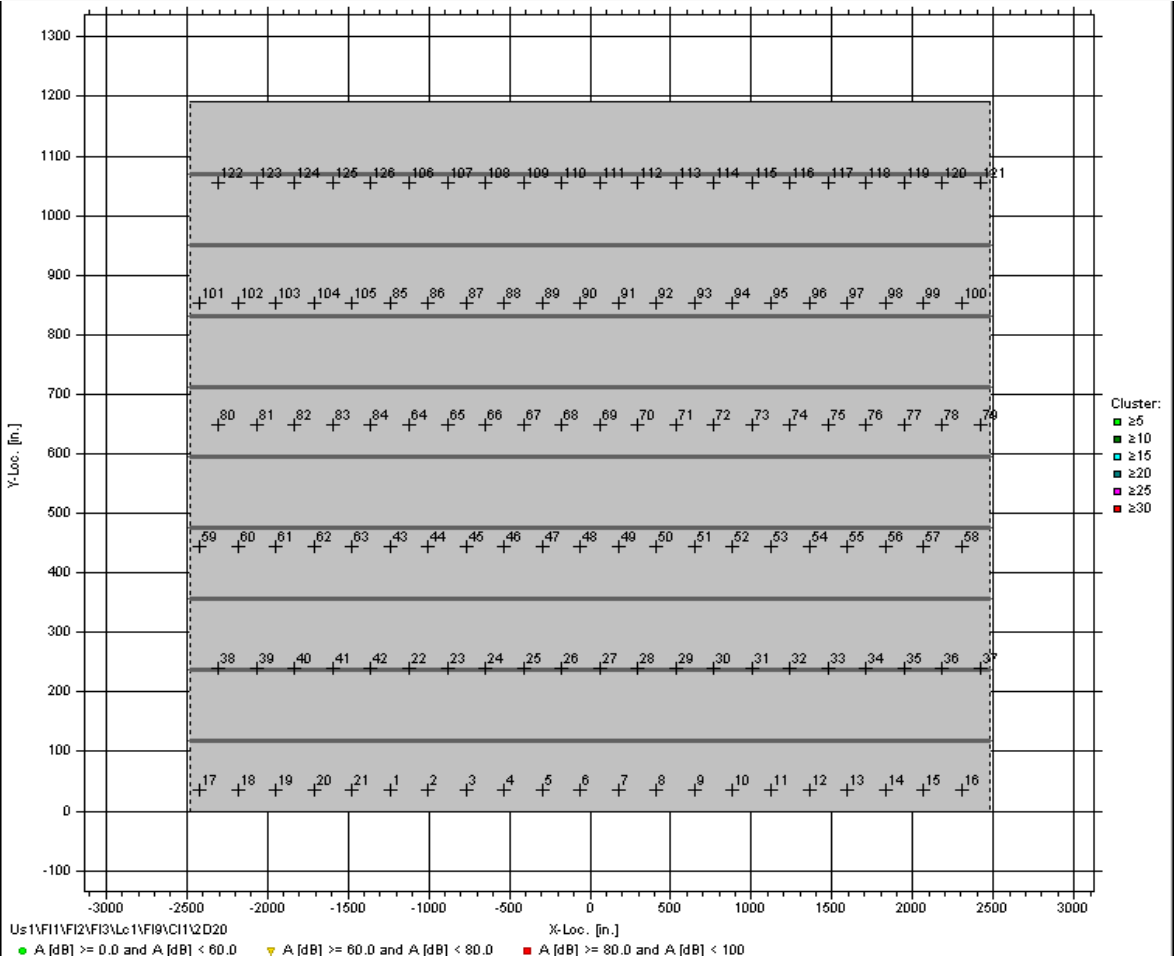 1300
1200
1100
122 123 124 125 126 106 107 108 109 110 111 112 113 114 115 116 117 118 119 120 121
1000
900
101 102 103 104 105 85 86 87 88 89 90 91 92 93 94 95 96 97 98 99 100
800
700
80 81 82 83 84 64 65 66 67 68 69 70 71 72 73 74 75 76 77 78 79
600
500
59 60 61 62 63 43 44 45 46 47 48 49 50 51 52 53 54 55 56 57 58
400
300
38 39 40 41 42 22 23 24 25 26 27 28 29 30 31 32 33 34 35 36 37
200
100
17 18 19 20 21 1 2 3 4 5 6 7 8 9 10 11 12 13 14 15 16
0
-100
Y-Loc. [in.]
-3000 -2500 -2000 -1500 -1000 -500 0 500 1000 1500 2000 2500 3000
X-Loc. [in.]
Cluster:
≥5
≥10
≥15
≥20
≥25
≥30
Us1\FI1\FI2\FI3\Lc1\FI9\Cl1\2D20
A [dB] >= 0.0 and A [dB] < 60.0 A [dB] >= 60.0 and A [dB] < 80.0 A [dB] >= 80.0 and A [dB] < 100